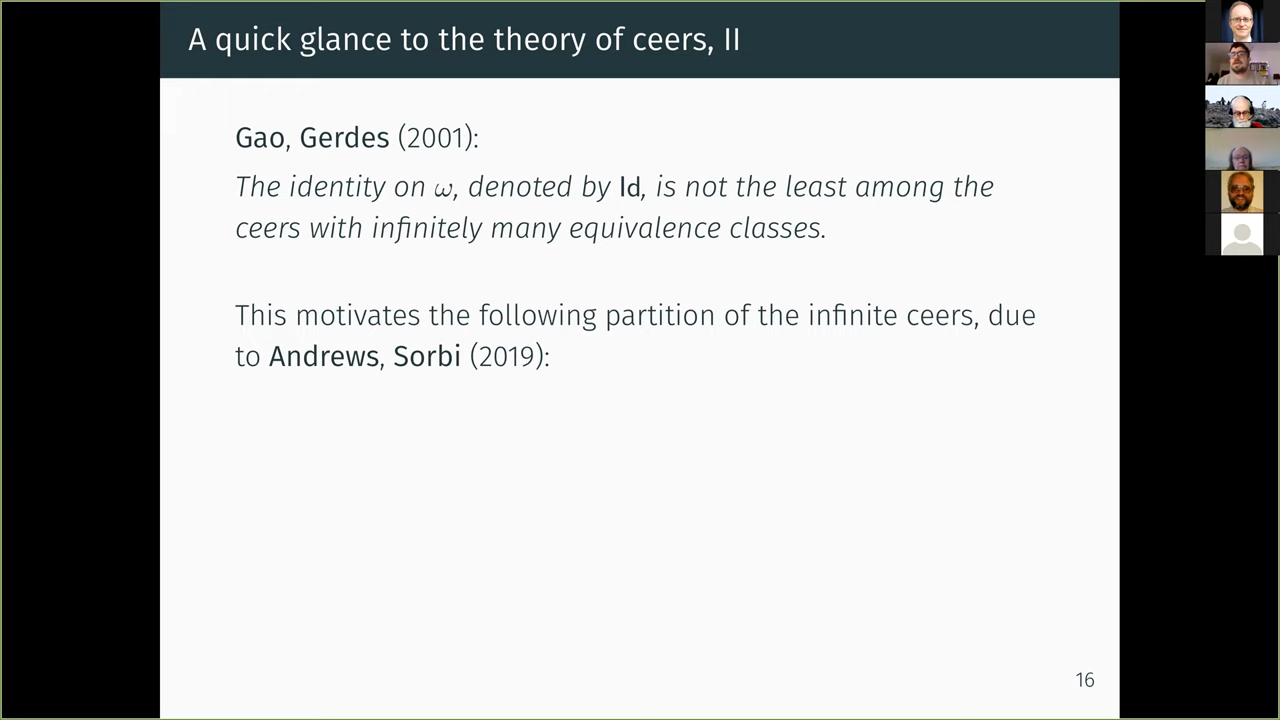 A quick glance to the theory of ceers, II
Gao, Gerdes (2001):
The identity on ω, denoted by Id, is not the least among the
ceers with infinitely many equivalence classes.
This motivates the following partition of the infinite ceers, due
to Andrews, Sorbi (2019):
16